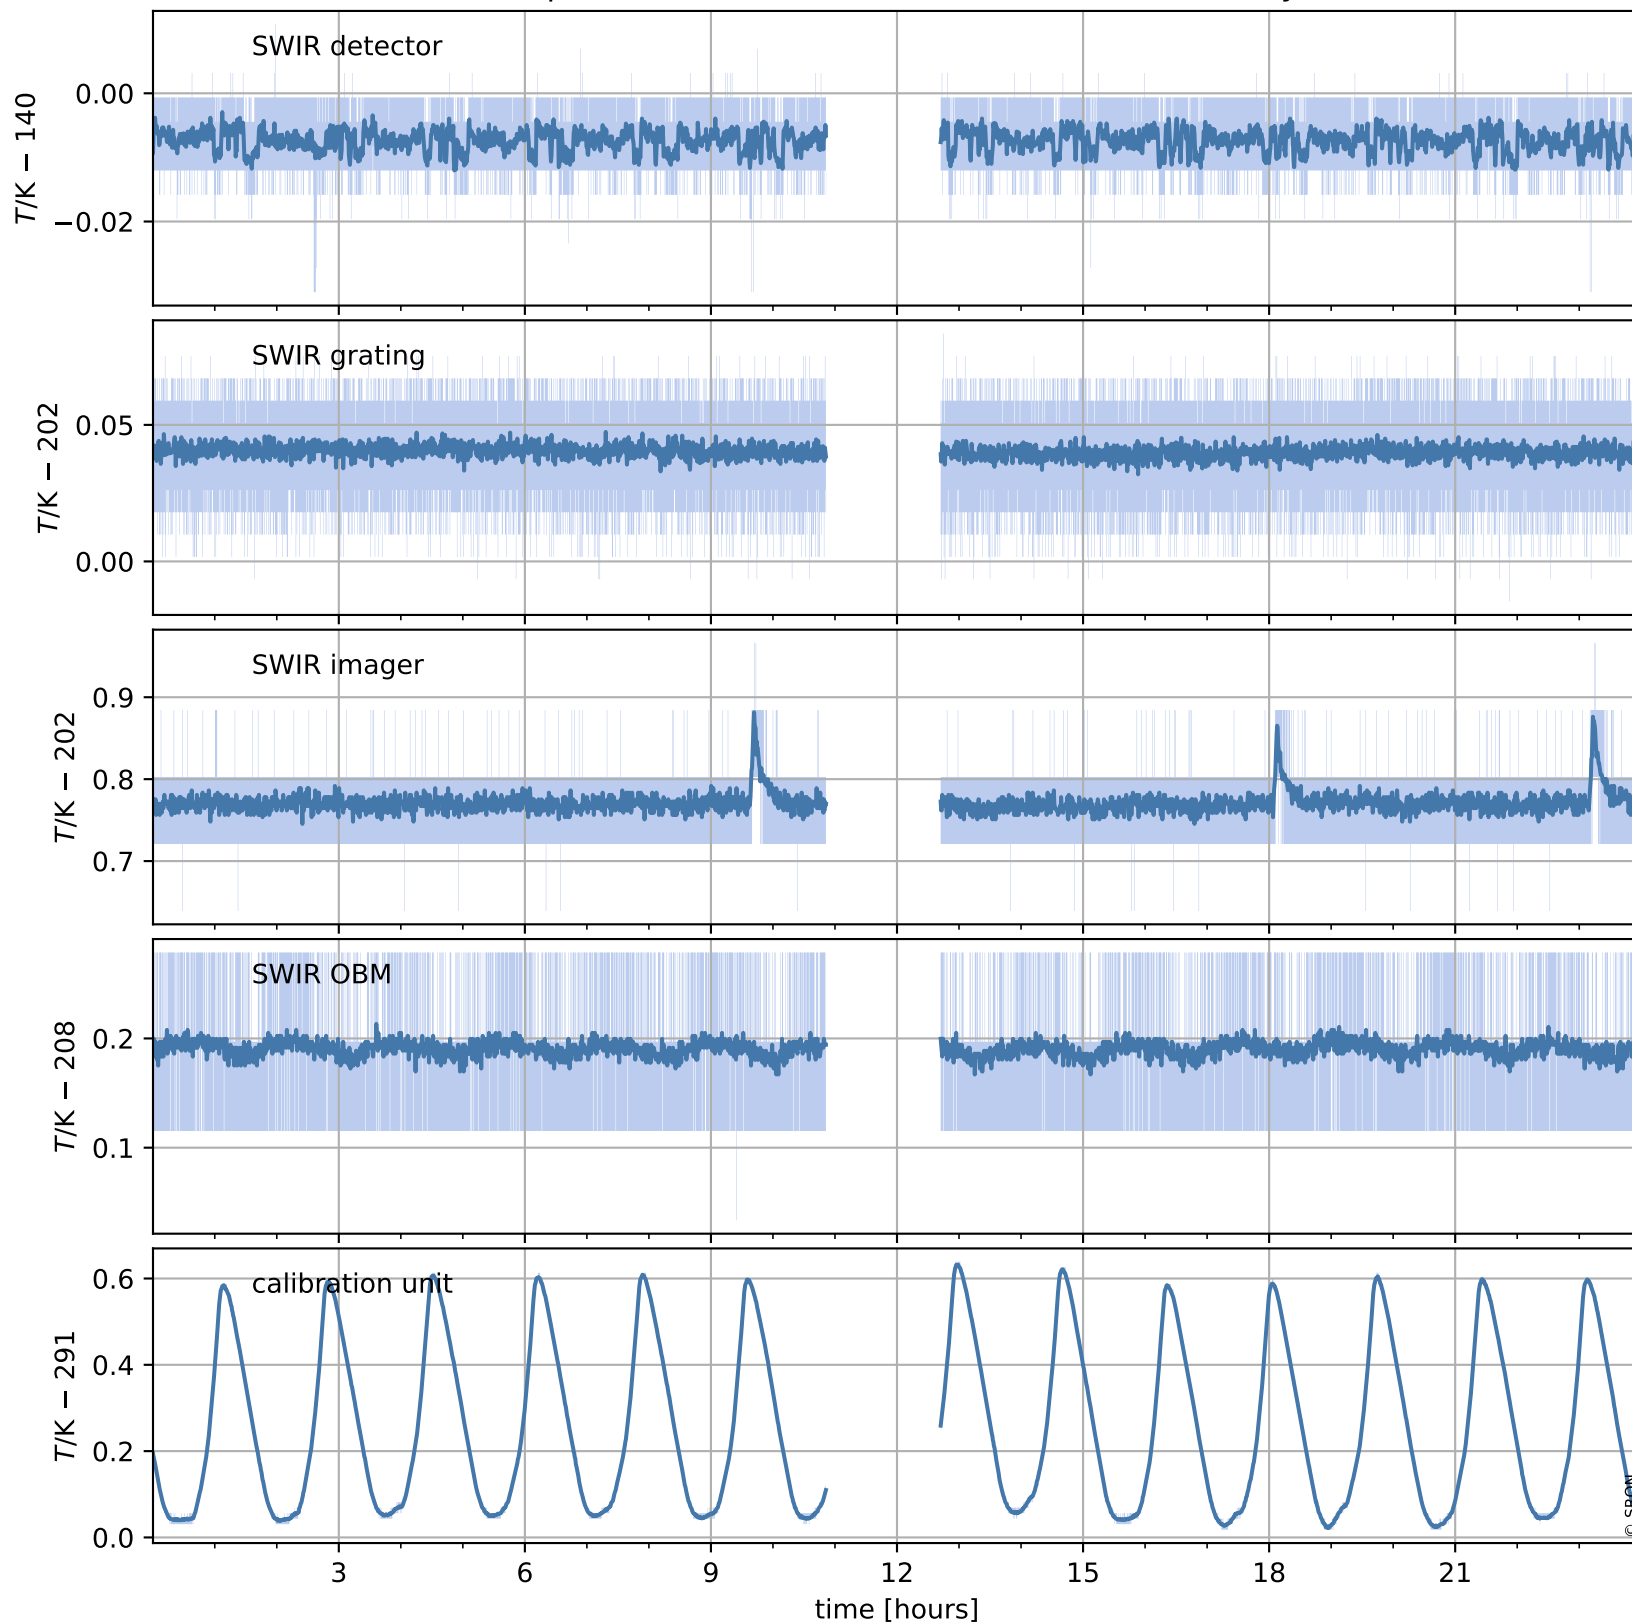 SWIR detector
T/K − 140
0.00
−0.02
SWIR grating
T/K − 202
0.05
0.00
SWIR imager
T/K − 202
0.9
0.8
0.7
SWIR OBM
T/K − 208
0.2
0.1
calibration unit
T/K − 291
0.6
0.4
0.2
0.0
3 6 9 12 15 18 21
time [hours]
© SRON